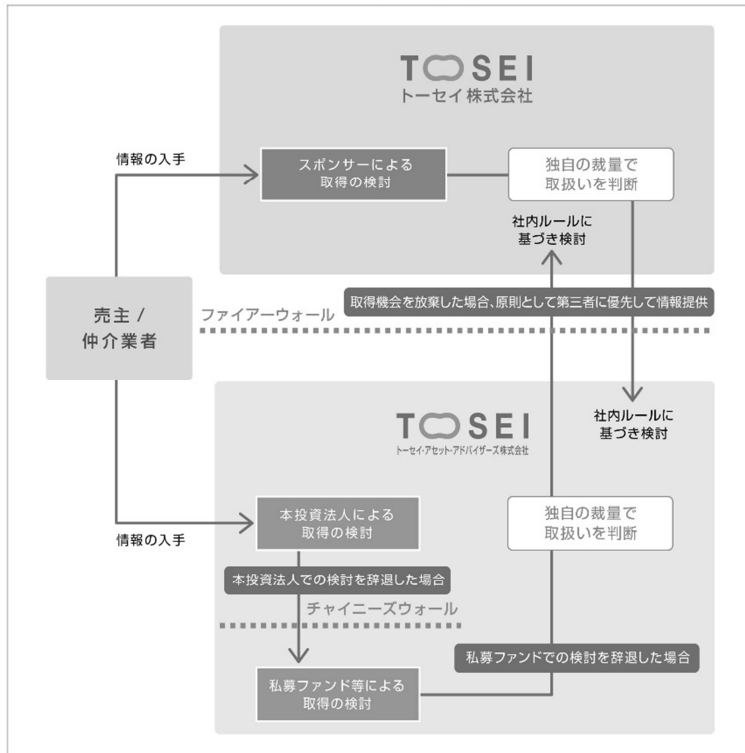 TOSEI
トーセイ株式会社
情報の入手
スポンサーによる
取得の検討
独自の裁量で
取扱いを判断
社内ルールに
基づき検討
売主 /
仲介業者
取得機会を放棄した場合、原則として第三者に優先して情報提供
ファイアーウォール
社内ルールに
基づき検討
TOSEI
トーセイ・アセット・アドバイザーズ株式会社
情報の入手
本投資法人による
取得の検討
独自の裁量で
取扱いを判断
本投資法人での検討を辞退した場合
チャイニーズウォール
私募ファンドでの検討を辞退した場合
私募ファンド等による
取得の検討